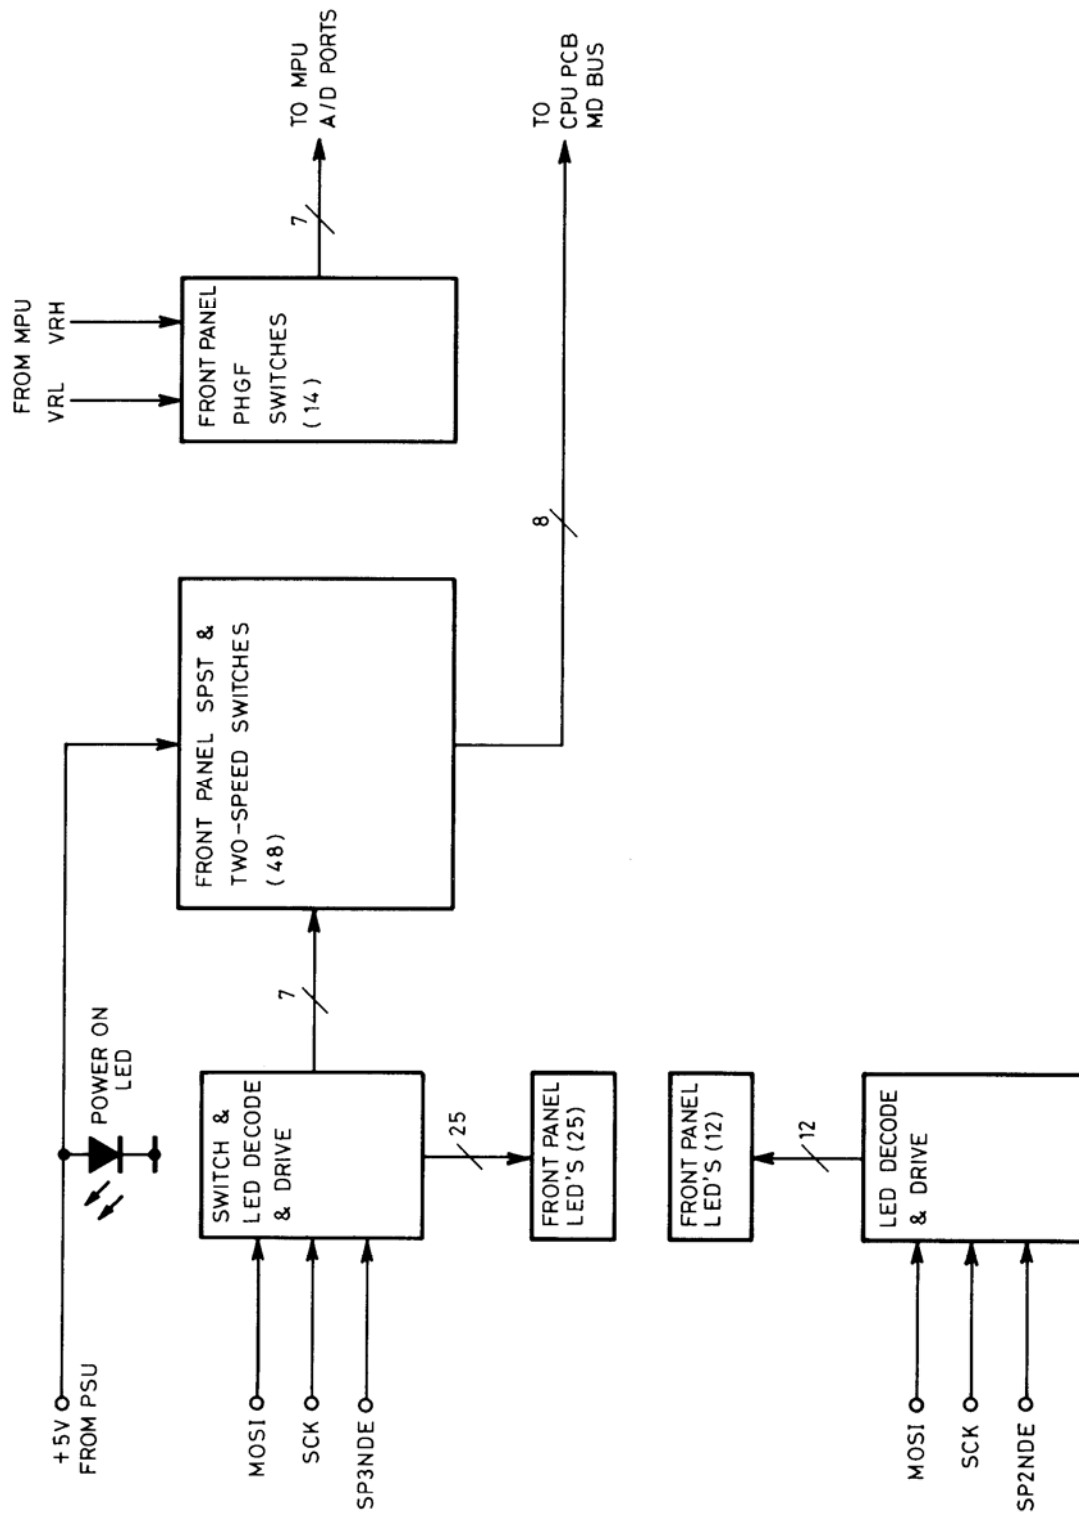 +5V
FROM PSU
POWER ON
LED
MOSI
SCK
SP3NDE
SWITCH &
LED DECODE
& DRIVE
7
25
FRONT PANEL
LED'S (25)
FRONT PANEL SPST &
TWO-SPEED SWITCHES
(48)
8
TO
CPU PCB
MD BUS
FROM MPU
VRL VRH
FRONT PANEL
PHGF
SWITCHES
(14)
7
TO MPU
A/D PORTS
FRONT PANEL
LED'S (12)
12
MOSI
SCK
SP2NDE
LED DECODE
& DRIVE